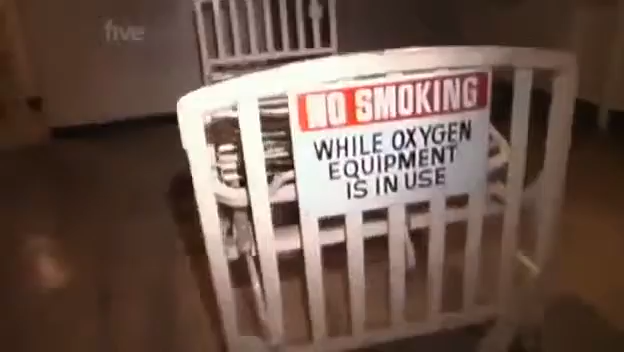 five
NO SMOKING
WHILE OXYGEN
EQUIPMENT
IS IN USE